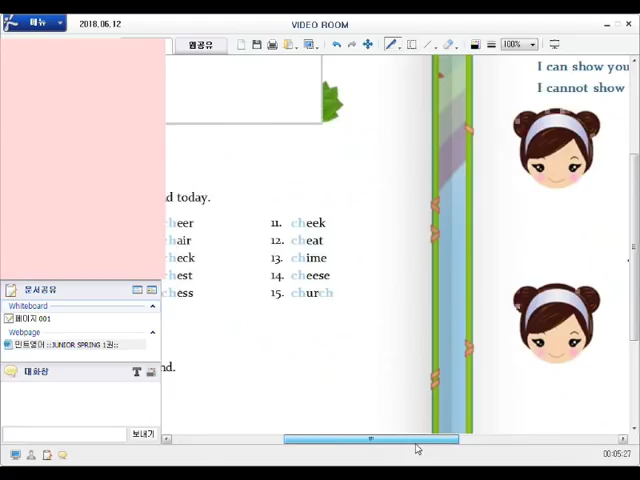 메뉴
2018.06.12
VIDEO ROOM
웹공유
100%
I can show you
I cannot show
nd today.
heer
hair
heck
hest
hess
11. cheek
12. cheat
13. chime
14. cheese
15. church
nd.
문서공유
Whiteboard
페이지 001
Webpage
민트영어 ::JUNIOR SPRING 1권::
대화창
보내기
00:05:27